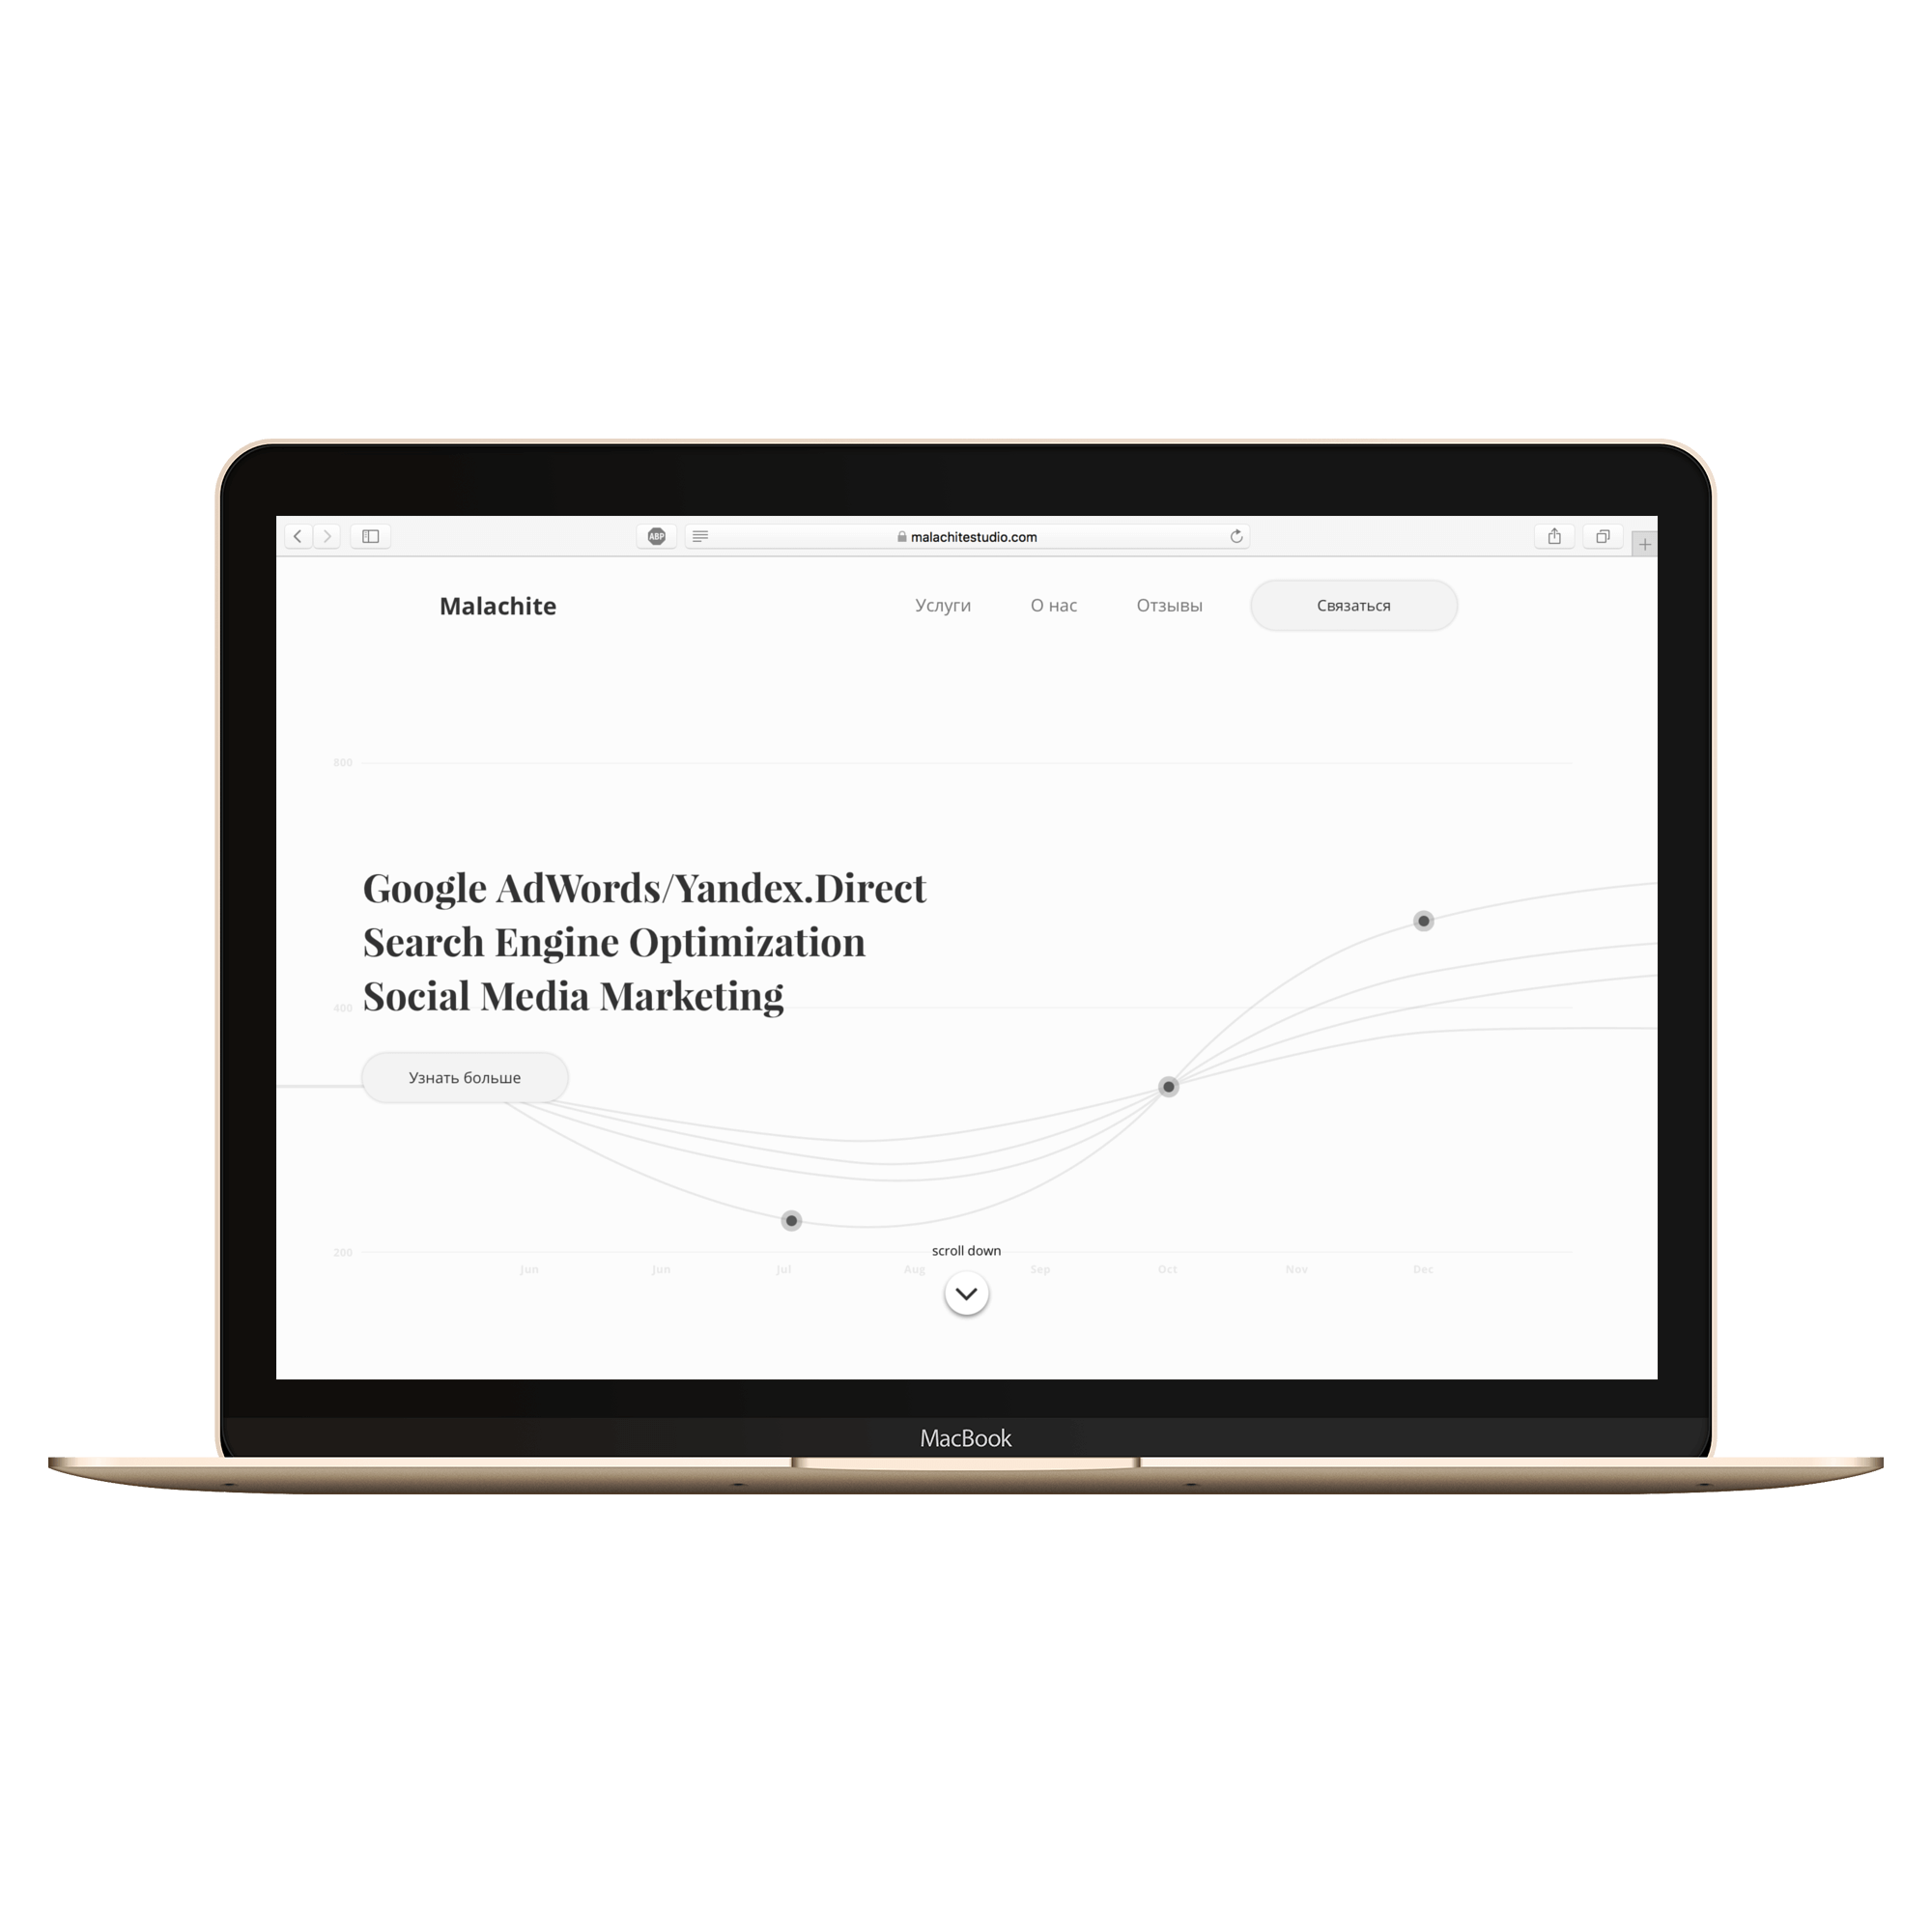 ABP
malachitestudio.com
Malachite
Услуги
О нас
Отзывы
Связаться
800
Google AdWords/Yandex.Direct
Search Engine Optimization
Social Media Marketing
400
Узнать больше
scroll down
200
Jun Jun Jul Aug Sep Oct Nov Dec
MacBook